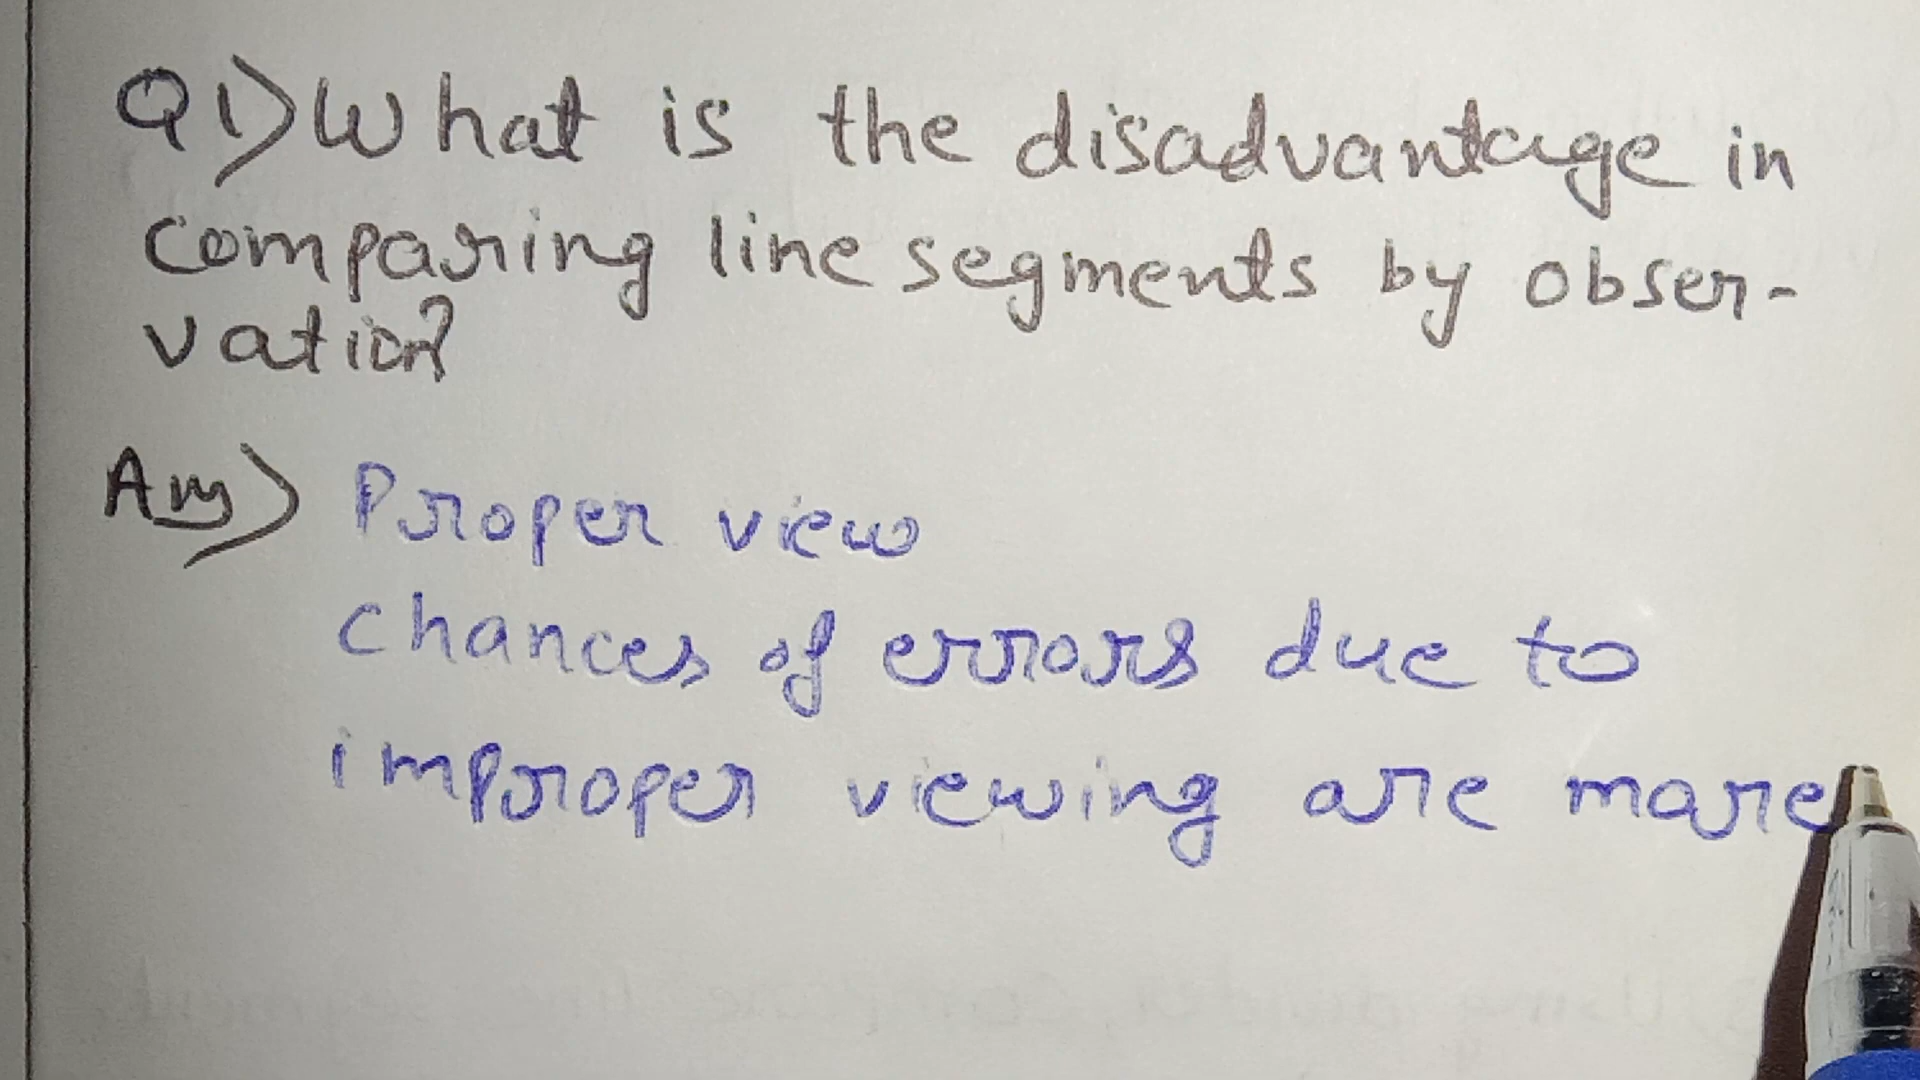 Q1) What is the disadvantage in
comparing line segments by obser-
vation?
Ans) Proper view
chances of errors due to
improper viewing are more